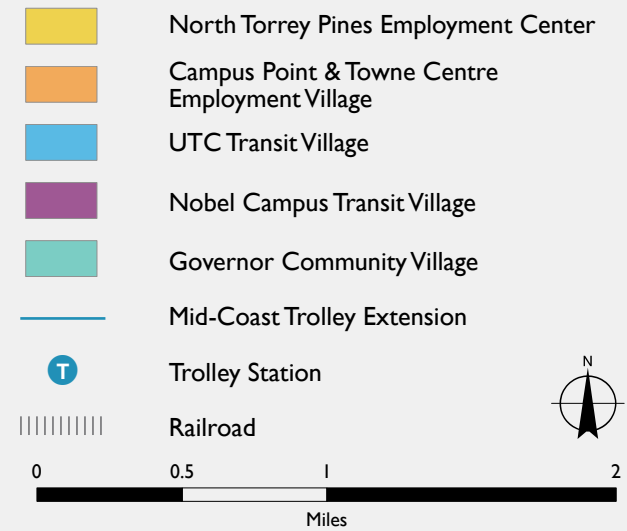 North Torrey Pines Employment Center
Campus Point & Towne Centre
Employment Village
UTC Transit Village
Nobel Campus Transit Village
Governor Community Village
Mid-Coast Trolley Extension
T
Trolley Station
N
Railroad
0 0.5 1 2
Miles